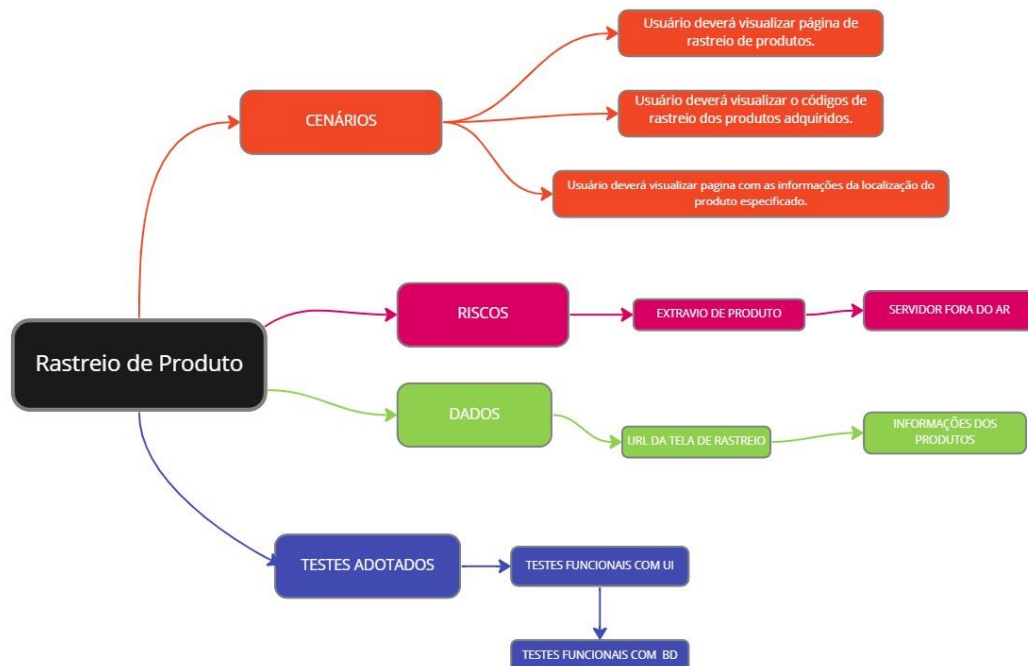 Usuário deverá visualizar página de
rastreio de produtos.
CENÁRIOS
Usuário deverá visualizar o códigos de
rastreio dos produtos adquiridos.
Usuário deverá visualizar pagina com as informações da localização do
produto especificado.
Rastreio de Produto
RISCOS
EXTRAVIO DE PRODUTO
SERVIDOR FORA DO AR
DADOS
URL DA TELA DE RASTREIO
INFORMAÇÕES DOS
PRODUTOS
TESTES ADOTADOS
TESTES FUNCIONAIS COM UI
TESTES FUNCIONAIS COM BD